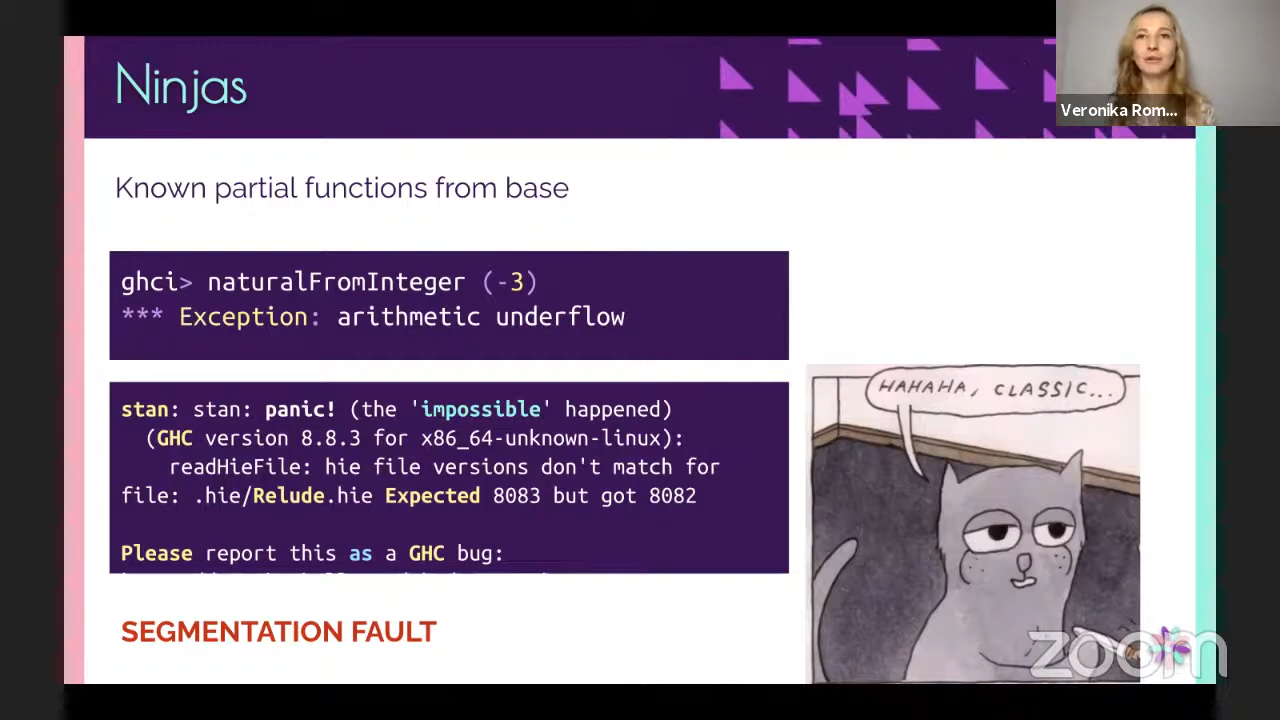 Ninjas
Veronika Rom...
Known partial functions from base
ghci> naturalFromInteger (-3)
*** Exception: arithmetic underflow
HAHAHA, CLASSIC...
stan: stan: panic! (the 'impossible' happened)
(GHC version 8.8.3 for x86_64-unknown-linux):
readHieFile: hie file versions don't match for
file: .hie/Relude.hie Expected 8083 but got 8082
Please report this as a GHC bug:
SEGMENTATION FAULT
zoom